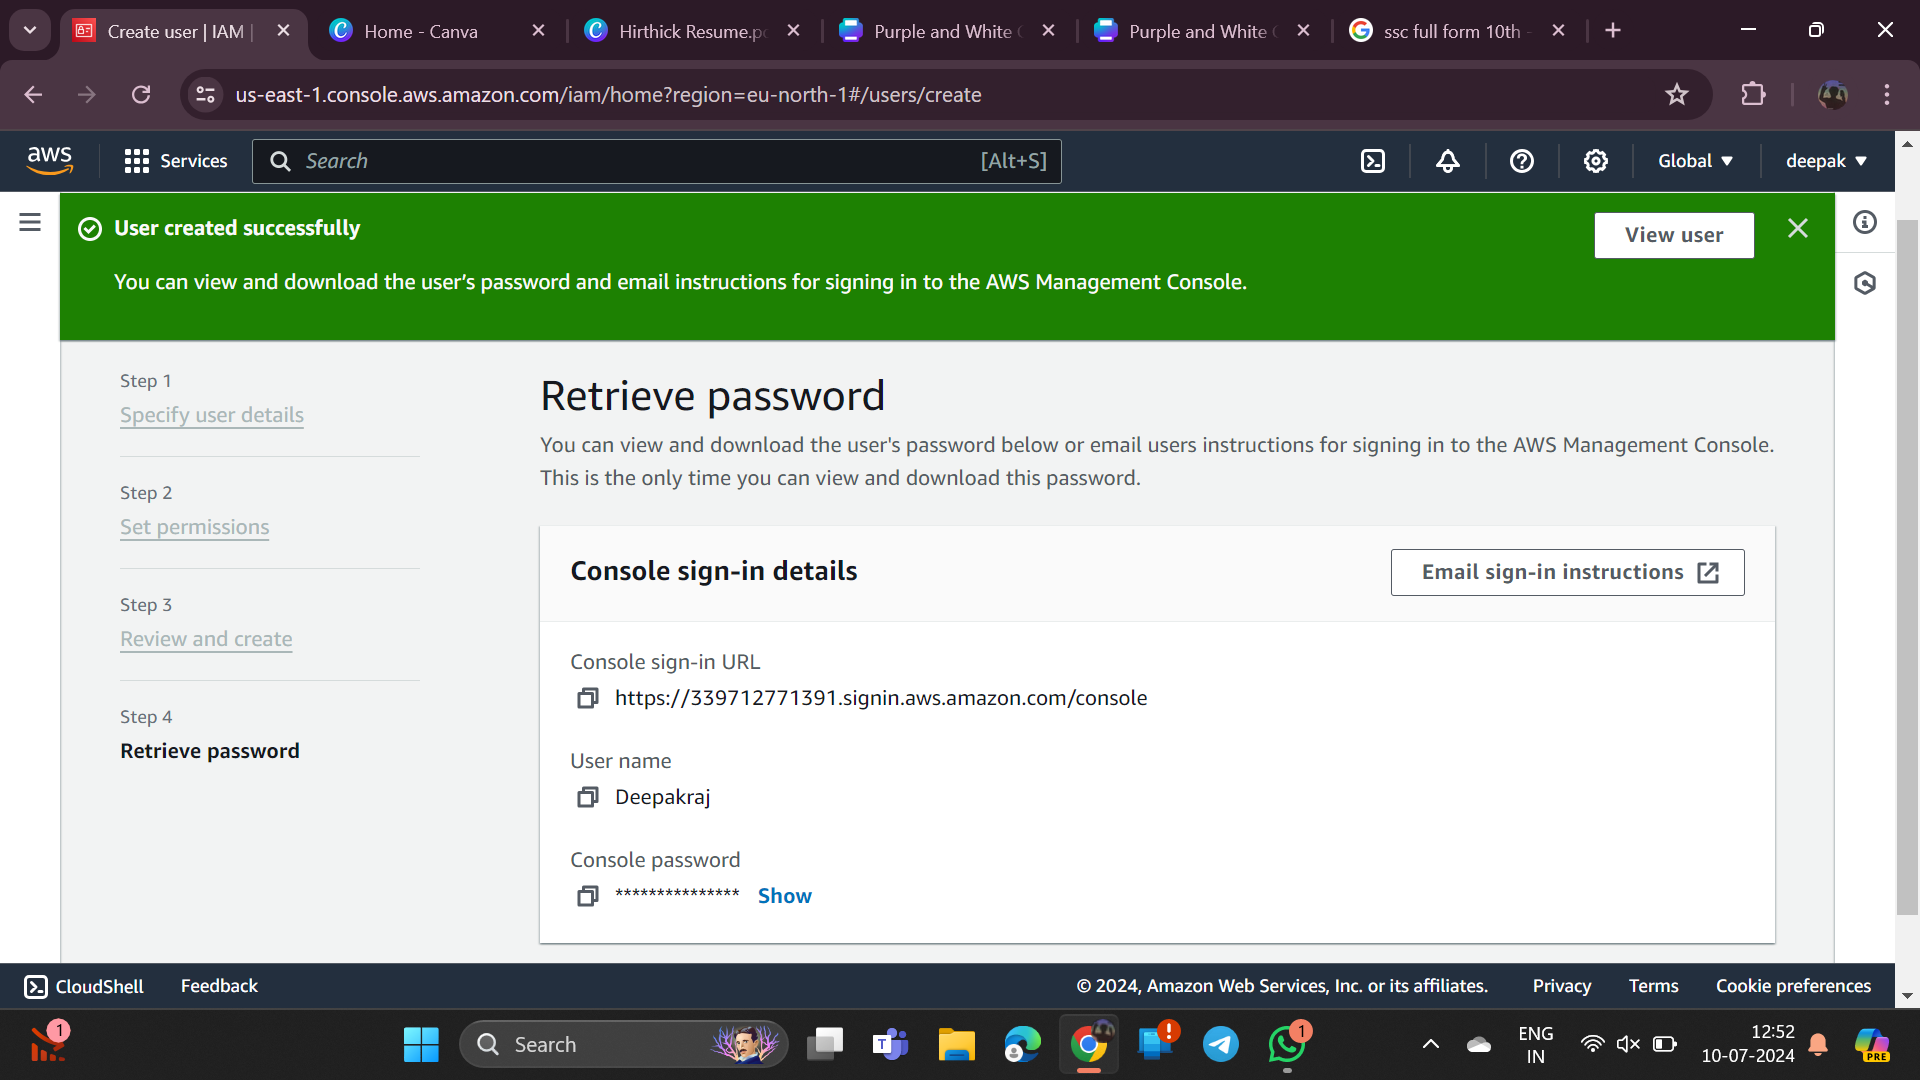 Create user | IAM |
Home - Canva
Hirthick Resume.pd
Purple and White
Purple and White
ssc full form 10th -
us-east-1.console.aws.amazon.com/iam/home?region=eu-north-1#/users/create
aws
Services
Search
[Alt+S]
Global
deepak
User created successfully
View user
You can view and download the user’s password and email instructions for signing in to the AWS Management Console.
Step 1
Specify user details
Step 2
Set permissions
Step 3
Review and create
Step 4
Retrieve password
Retrieve password
You can view and download the user's password below or email users instructions for signing in to the AWS Management Console.
This is the only time you can view and download this password.
Console sign-in details
Email sign-in instructions
Console sign-in URL
https://339712771391.signin.aws.amazon.com/console
User name
Deepakraj
Console password
*************** Show
CloudShell
Feedback
© 2024, Amazon Web Services, Inc. or its affiliates.
Privacy
Terms
Cookie preferences
1
Search
T
1
ENG
IN
12:52
10-07-2024
PRE